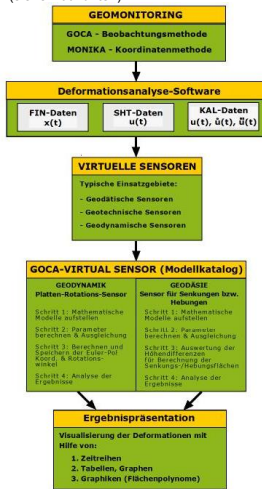 GEOMONITORING
GOCA - Beobachtungsmethode
MONIKA - Koordinatenmethode
Deformationsanalyse-Software
FIN-Daten
x(t)
SHT-Daten
u(t)
KAL-Daten
u(t), u̇(t), ü(t)
VIRTUELLE SENSOREN
Typische Einsatzgebiete:
- Geodätische Sensoren
- Geotechnische Sensoren
- Geodynamische Sensoren
GOCA-VIRTUAL SENSOR (Modellkatalog)
GEODYNAMIK
Platten-Rotations-Sensor
Schritt 1: Mathematische
Modelle aufstellen
Schritt 2: Parameter
berechnen & Ausgleichung
Schritt 3: Berechnen und
Speichern der Euler-Pol
Koord. & Rotations-
winkel
Schritt 4: Analyse der
Ergebnisse
GEODÄSIE
Sensor für Senkungen bzw.
Hebungen
Schritt 1: Mathematische
Modelle aufstellen
Schritt 2: Parameter
berechnen & Ausgleichung
Schritt 3: Auswertung der
Höhendifferenzen
für Berechnung der
Senkungs-/Hebungsflächen
Schritt 4: Analyse der
Ergebnisse
Ergebnispräsentation
Visualisierung der Deformationen mit
Hilfe von:
1. Zeitreihen
2. Tabellen, Graphen
3. Graphiken (Flächenpolynome)